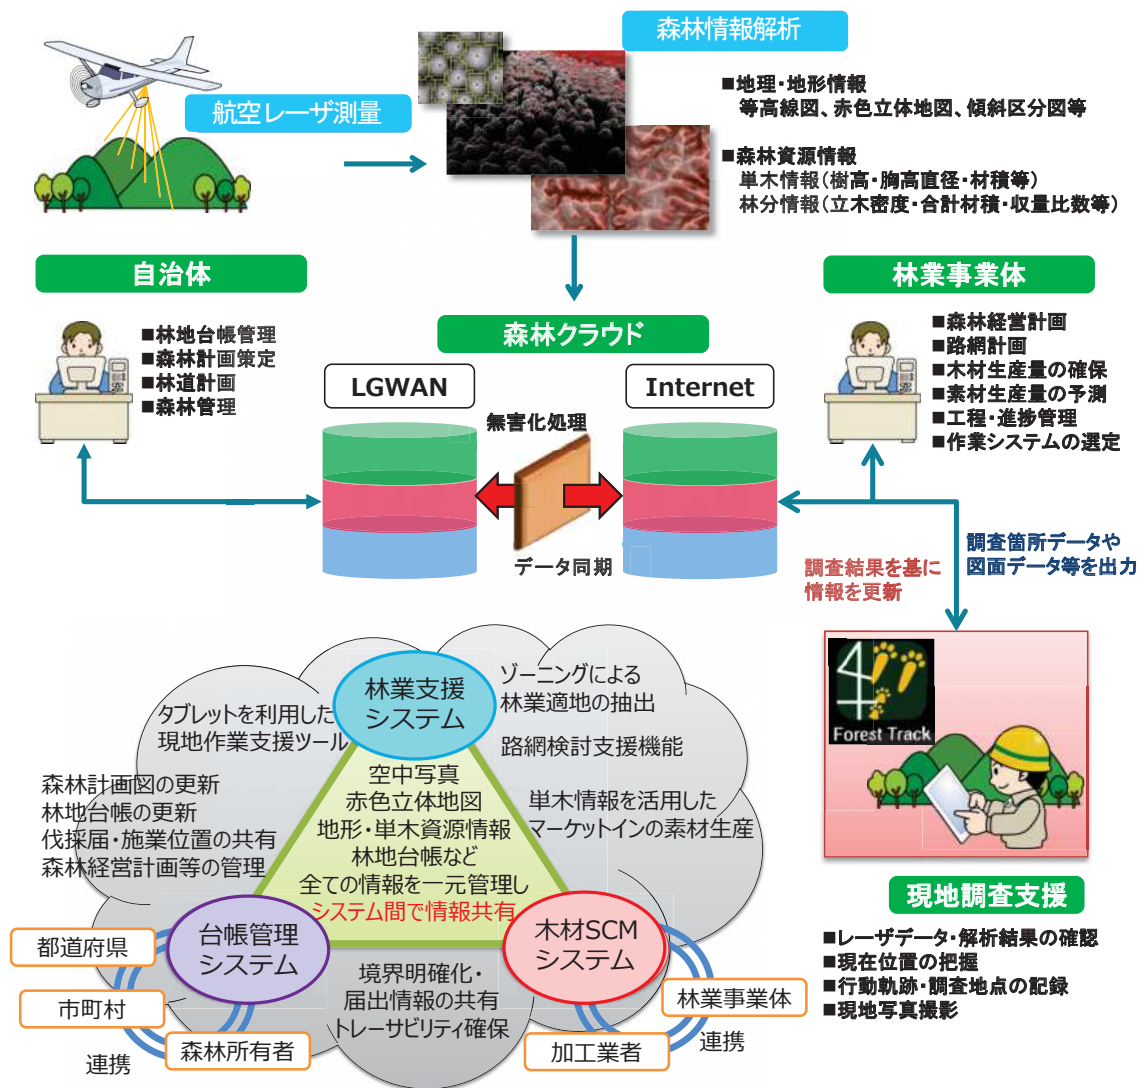 森林情報解析
航空レーザ測量
■地理・地形情報
等高線図、赤色立体地図、傾斜区分図等
■森林資源情報
単木情報（樹高・胸高直径・材積等）
林分情報（立木密度・合計材積・収量比数等）
自治体
■林地台帳管理
■森林計画策定
■林道計画
■森林管理
森林クラウド
LGWAN
Internet
無害化処理
データ同期
林業事業体
■森林経営計画
■路網計画
■木材生産量の確保
■素材生産量の予測
■工程・進捗管理
■作業システムの選定
調査結果を基に
情報を更新
調査箇所データや
図面データ等を出力
Forest Track
現地調査支援
■レーザデータ・解析結果の確認
■現在位置の把握
■行動軌跡・調査地点の記録
■現地写真撮影
林業支援
システム
タブレットを利用した
現地作業支援ツール
ゾーニングによる
林業適地の抽出
路網検討支援機能
単木情報を活用した
マーケットインの素材生産
森林計画図の更新
林地台帳の更新
伐採届・施業位置の共有
森林経営計画等の管理
空中写真
赤色立体地図
地形・単木資源情報
林地台帳など
全ての情報を一元管理し
システム間で情報共有
台帳管理
システム
木材SCM
システム
境界明確化・
届出情報の共有
トレーサビリティ確保
都道府県
市町村
森林所有者
連携
林業事業体
加工業者
連携